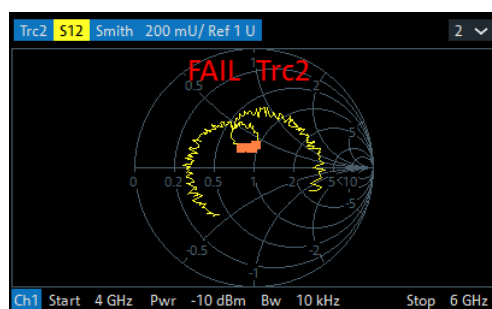 Trc2 S12 Smith 200 mU/ Ref 1 U 2
FAIL Trc2
1
0.5 2
5
0 0.2 0.5 1 2 5 <10
-5
-0.5 -2
-1
Ch1 Start 4 GHz Pwr -10 dBm Bw 10 kHz Stop 6 GHz